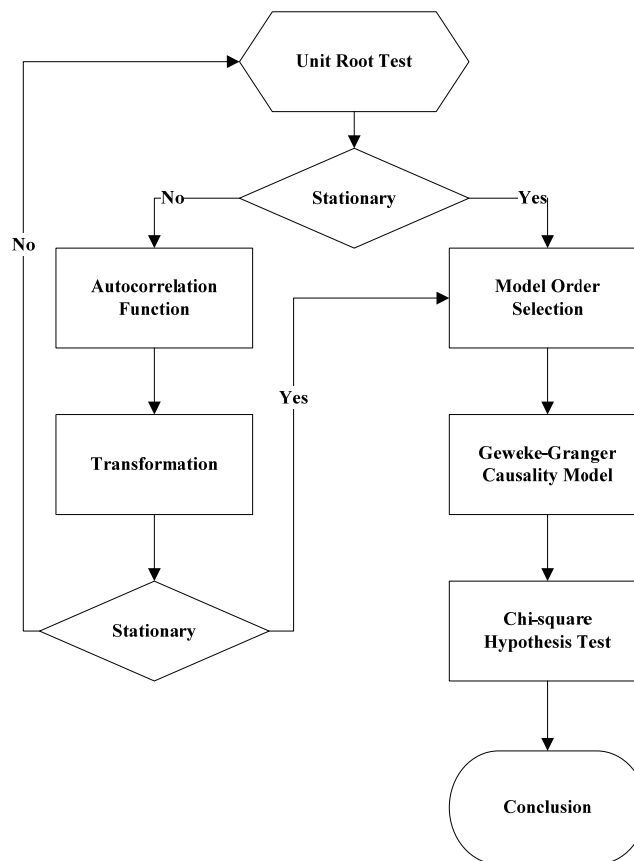 Unit Root Test
Stationary
No
Yes
No
Autocorrelation
Function
Model Order
Selection
Yes
Transformation
Geweke-Granger
Causality Model
Stationary
Chi-square
Hypothesis Test
Conclusion